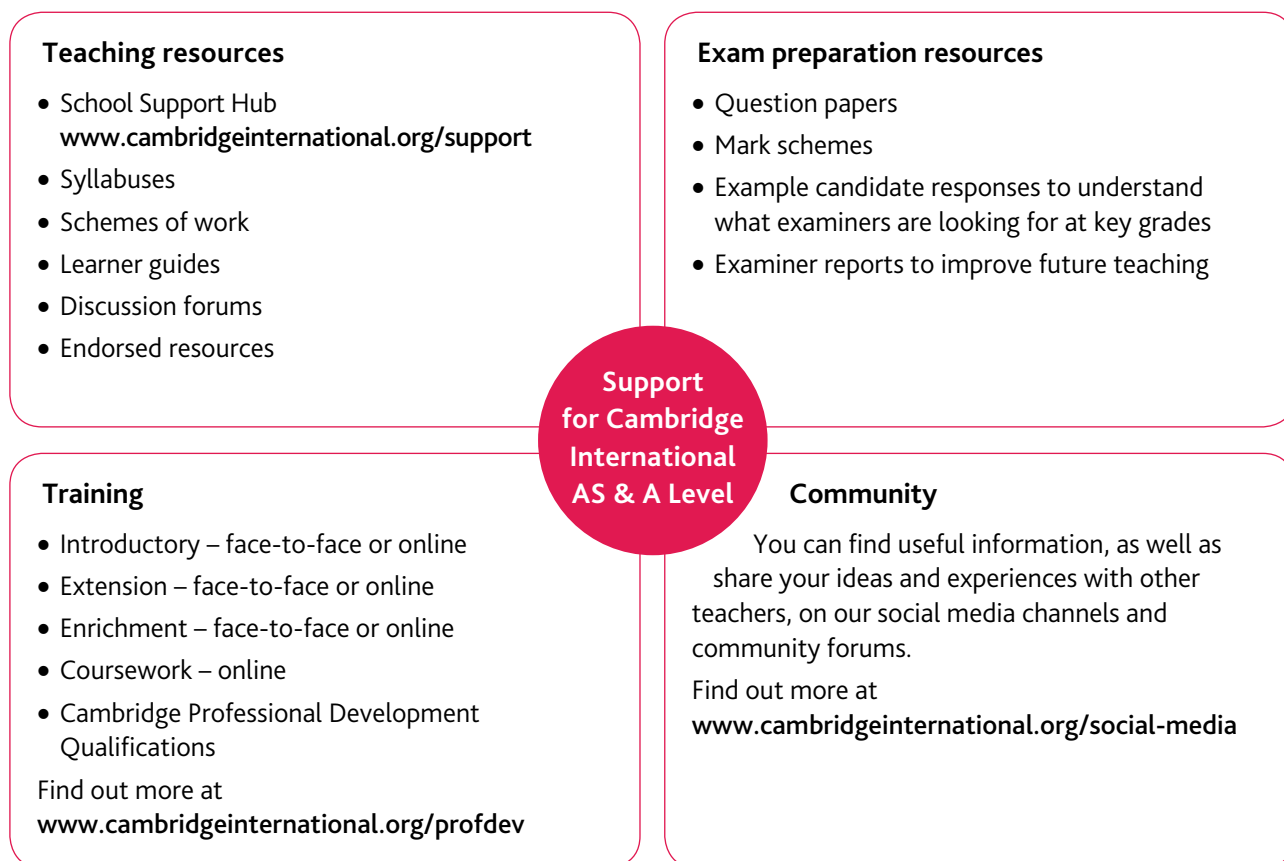 Teaching resources
• School Support Hub
www.cambridgeinternational.org/support
• Syllabuses
• Schemes of work
• Learner guides
• Discussion forums
• Endorsed resources
Exam preparation resources
• Question papers
• Mark schemes
• Example candidate responses to understand
what examiners are looking for at key grades
• Examiner reports to improve future teaching
Support
for Cambridge
International
AS & A Level
Training
• Introductory – face-to-face or online
• Extension – face-to-face or online
• Enrichment – face-to-face or online
• Coursework – online
• Cambridge Professional Development
Qualifications
Find out more at
www.cambridgeinternational.org/profdev
Community
You can find useful information, as well as
share your ideas and experiences with other
teachers, on our social media channels and
community forums.
Find out more at
www.cambridgeinternational.org/social-media